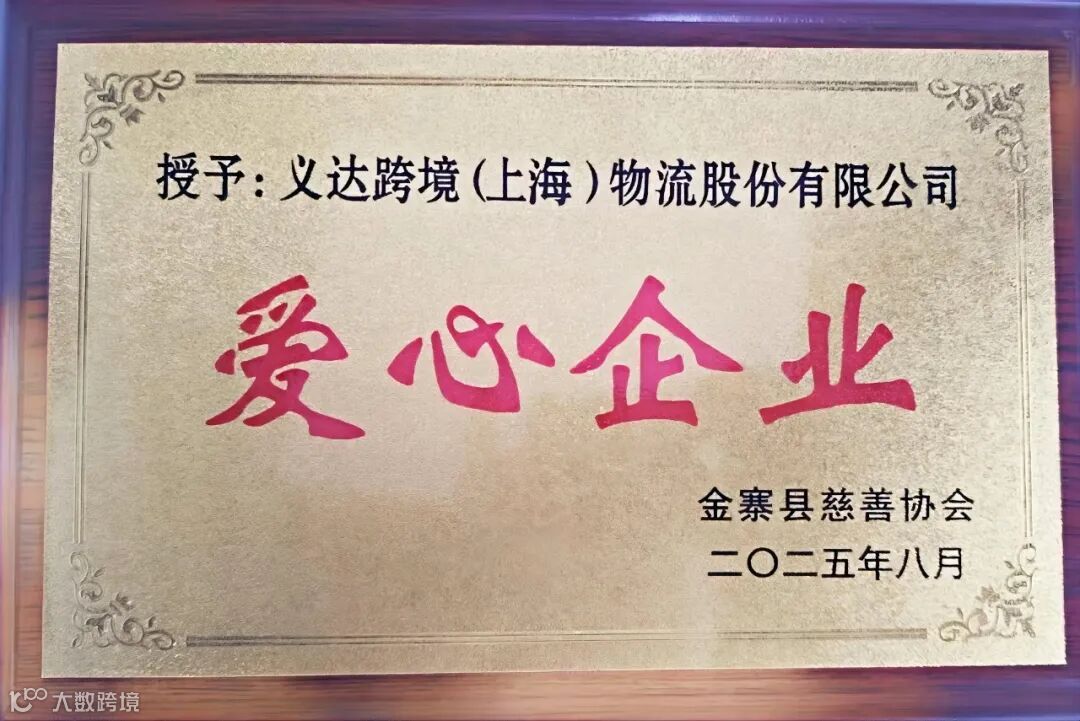 授予：义达跨境（上海）物流股份有限公司
爱心企业
金寨县慈善协会
二〇二五年八月
大数跨境